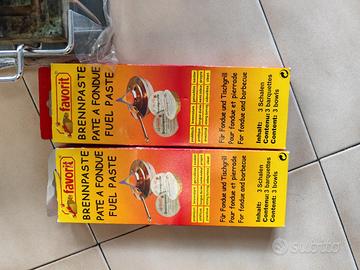 favorit
BRENNPASTE
PATE A FONDUE
FUEL PASTE
Für Fondue und Tischgrill
Pour fondue et pierrade
For fondue and barbecue
Inhalt: 3 Schalen
Contenu: 3 barquettes
Content: 3 bowls
favorit
BRENNPASTE
PATE A FONDUE
FUEL PASTE
Für Fondue und Tischgrill
Pour fondue et pierrade
For fondue and barbecue
Inhalt: 3 Schalen
Contenu: 3 barquettes
Content: 3 bowls
subito